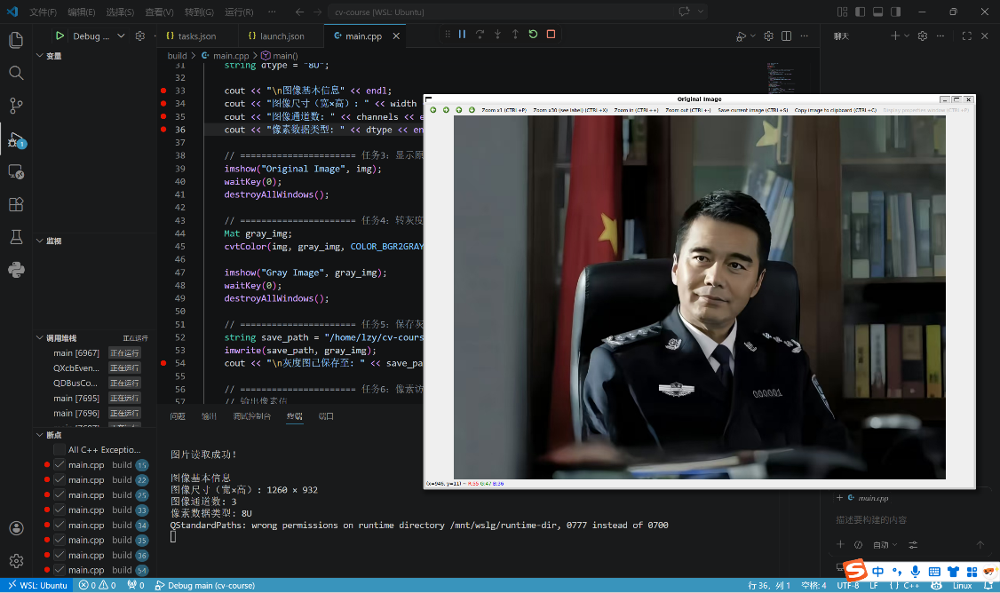 文件(F) 编辑(E) 选择(S) 查看(V) 转到(G) 运行(R) ··· cv-course [WSL: Ubuntu]
Debug ... tasks.json launch.json main.cpp 聊天
变量
build > main.cpp > main()
31 string dtype = "8U";
32
33 cout << "\n图像基本信息" << endl;
34 cout << "图像尺寸（宽×高）: " << width
35 cout << "图像通道数: " << channels << e
36 cout << "像素数据类型: " << dtype << en
37
38 // ====================== 任务3: 显示原
39 imshow("Original Image", img);
40 waitKey(0);
41 destroyAllWindows();
42
43 // ====================== 任务4: 转灰度
44 Mat gray_img;
45 cvtColor(img, gray_img, COLOR_BGR2GRAY
46
47 imshow("Gray Image", gray_img);
48 waitKey(0);
49 destroyAllWindows();
50
51 // ====================== 任务5: 保存灰
52 string save_path = "/home/lzy/cv-cours
53 imwrite(save_path, gray_img);
54 cout << "\n灰度图已保存至: " << save_pa
55
56 // ====================== 任务6: 像素访
57 // 输出像素值
Original Image
Zoom x1 (CTRL+P) Zoom x30 (see label) (CTRL+X) Zoom in (CTRL++) Zoom out (CTRL+-) Save current image (CTRL+S) Copy image to clipboard (CTRL+C) Display properties window (CTRL+P)
000001
(x=946, y=11) ~ R:55 G:47 B:36
监视
调用堆栈 正在运行
main [6967] 正在运行
QXcbEven... 正在运行
QDBusCo... 正在运行
main [7695] 正在运行
main [7696] 正在运行
断点
All C++ Exceptio...
main.cpp build 15
main.cpp build 22
main.cpp build 25
main.cpp build 33
main.cpp build 34
main.cpp build 35
main.cpp build 36
main.cpp build 54
问题 输出 调试控制台 终端 端口
图片读取成功!
图像基本信息
图像尺寸（宽×高）: 1260 × 932
图像通道数: 3
像素数据类型: 8U
QStandardPaths: wrong permissions on runtime directory /mnt/wslg/runtime-dir, 0777 instead of 0700
main.cpp
描述要构建的内容
自动
中
WSL: Ubuntu 0 0 0 Debug main (cv-course) 行 36，列 1 空格: 4 UTF-8 LF {} C++ Linux